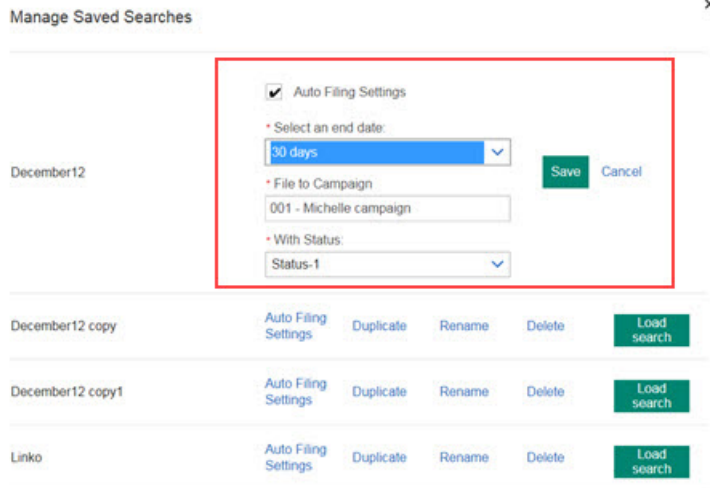 Manage Saved Searches
Auto Filing Settings
* Select an end date:
30 days
December12
Save
Cancel
* File to Campaign
001 - Michelle campaign
* With Status:
Status-1
December12 copy
Auto Filing
Settings
Duplicate
Rename
Delete
Load
search
December12 copy1
Auto Filing
Settings
Duplicate
Rename
Delete
Load
search
Linko
Auto Filing
Settings
Duplicate
Rename
Delete
Load
search